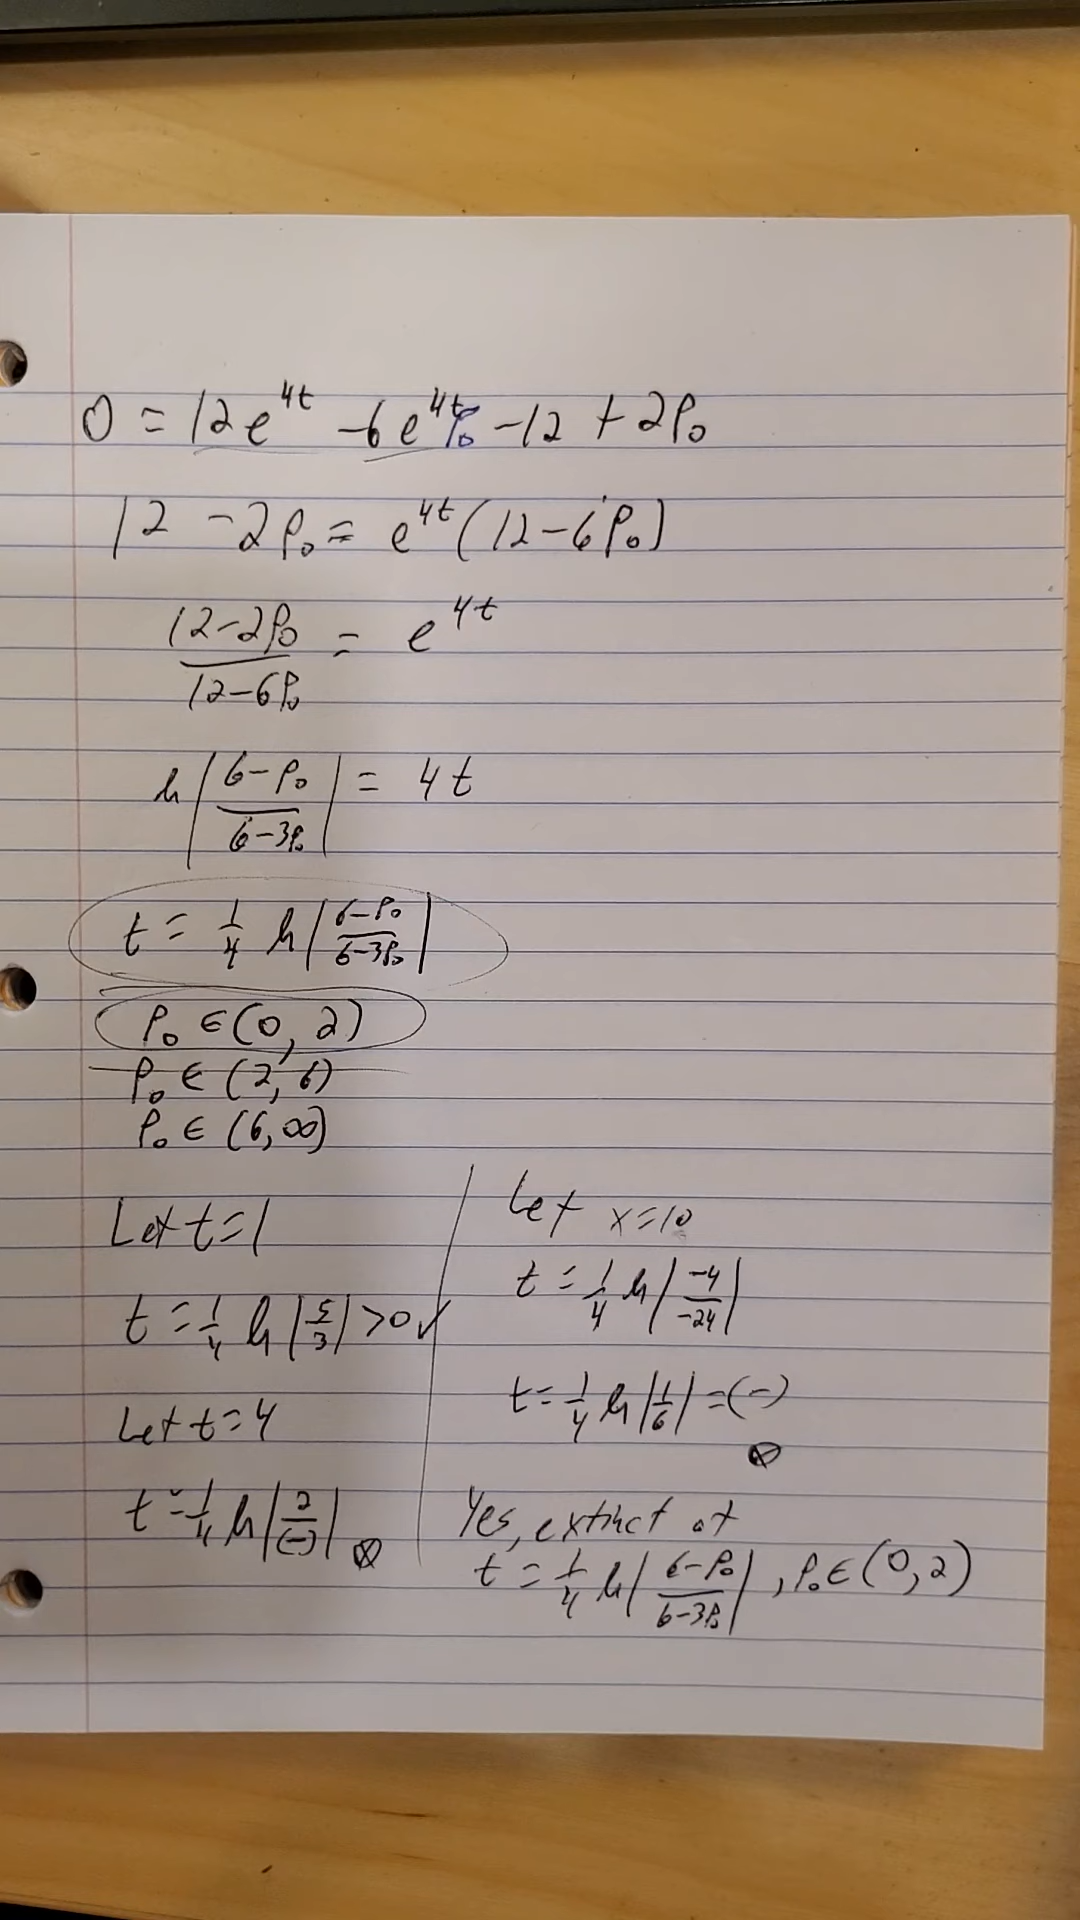 0 = 12e^{4t} - 6e^{4t}P₀ - 12 + 2P₀
12 - 2P₀ = e^{4t}(12 - 6P₀)
(12-2P₀)/(12-6P₀) = e^{4t}
ln|(6-P₀)/(6-3P₀)| = 4t
t = 1/4 ln|(6-P₀)/(6-3P₀)|
P₀ ∈ (0, 2)
P₀ ∈ (2, 6)
P₀ ∈ (6, ∞)
Let t=1
t = 1/4 ln|5/3| > 0 ✓
Let t=4
t = 1/4 ln|2/(-)| ⊗
Let x=10
t = 1/4 ln|-4/-24|
t = 1/4 ln|1/6| = (-)
⊗
Yes, extinct at
t = 1/4 ln|(6-P₀)/(6-3P₀)|, P₀ ∈ (0, 2)